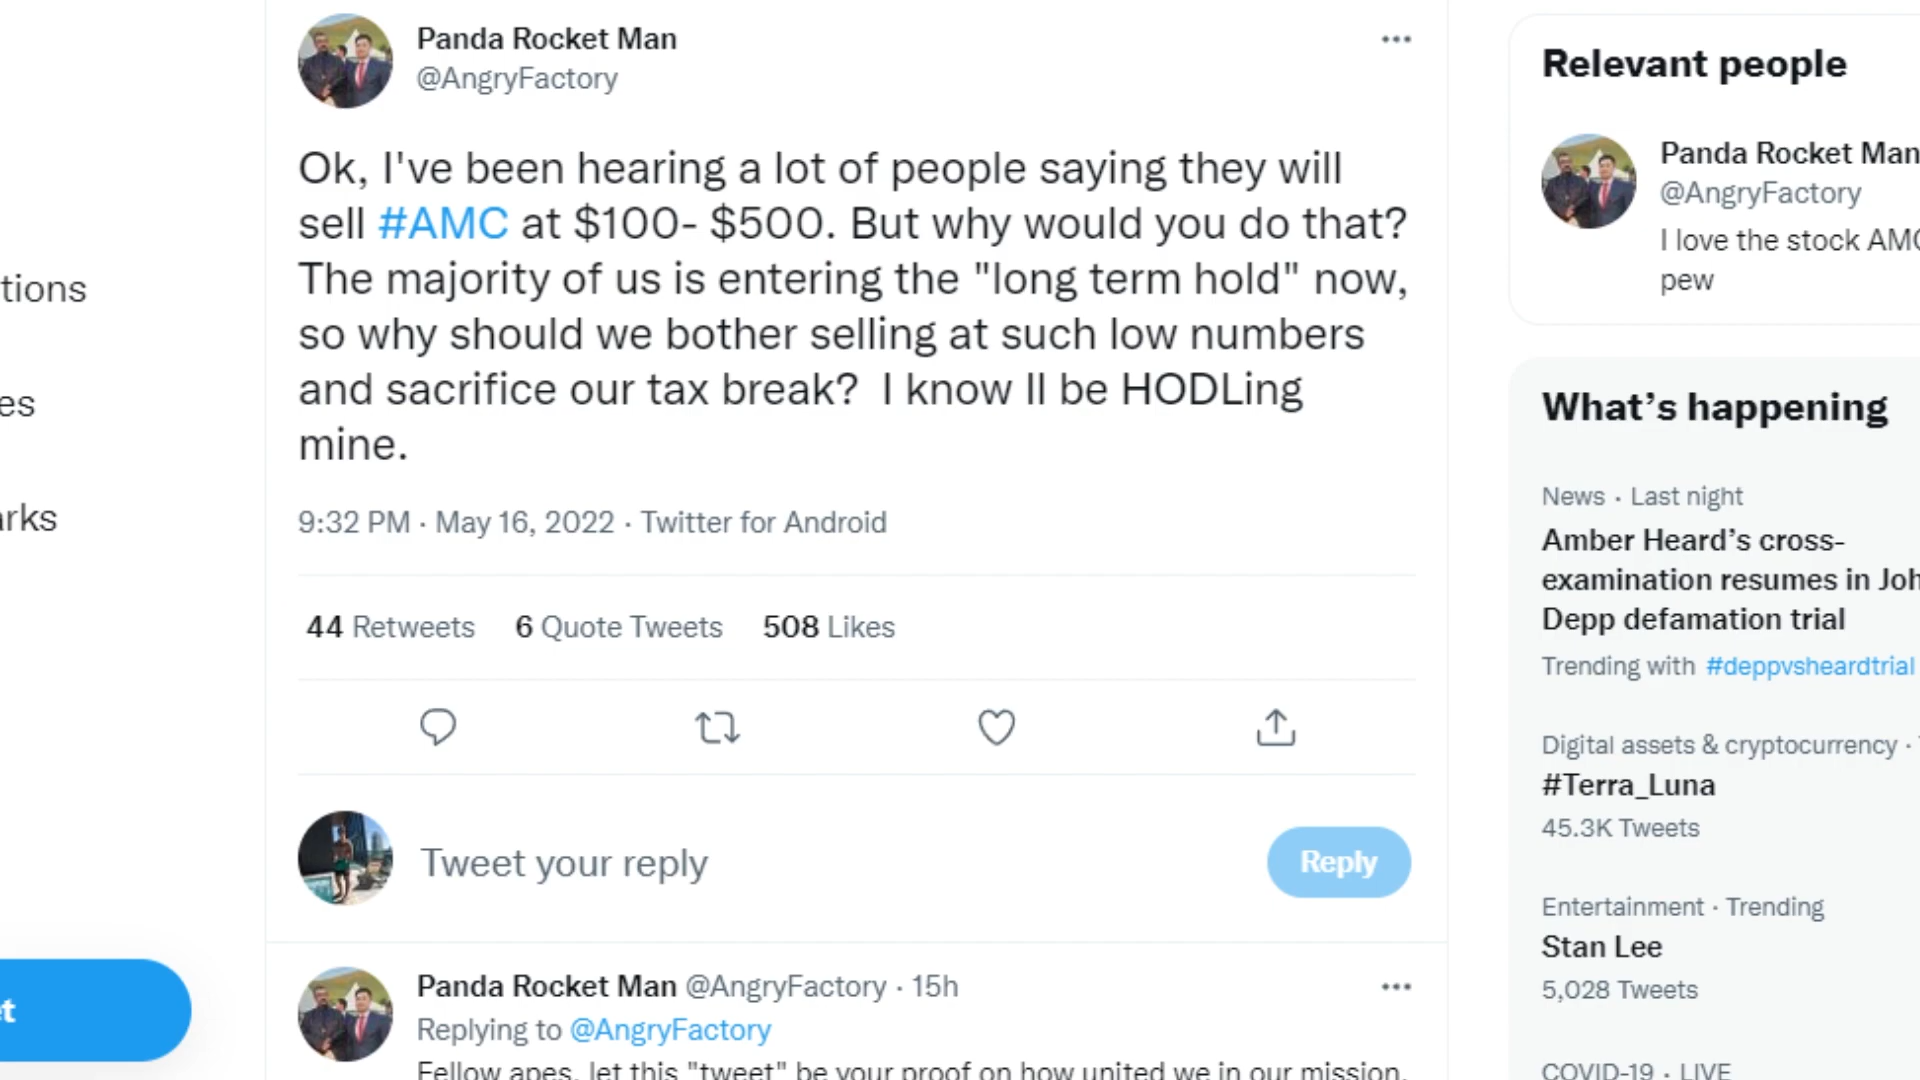 Panda Rocket Man
@AngryFactory
Ok, I've been hearing a lot of people saying they will
sell #AMC at $100- $500. But why would you do that?
The majority of us is entering the "long term hold" now,
so why should we bother selling at such low numbers
and sacrifice our tax break?  I know ll be HODLing
mine.
9:32 PM · May 16, 2022 · Twitter for Android
44 Retweets 6 Quote Tweets 508 Likes
Tweet your reply
Reply
Panda Rocket Man @AngryFactory · 15h
Replying to @AngryFactory
Fellow apes, let this "tweet" be your proof on how united we in our mission.
tions
es
arks
et
Relevant people
Panda Rocket Man
@AngryFactory
I love the stock AMC
pew
What's happening
News · Last night
Amber Heard's cross-
examination resumes in Joh
Depp defamation trial
Trending with #deppvsheardtrial
Digital assets & cryptocurrency ·
#Terra_Luna
45.3K Tweets
Entertainment · Trending
Stan Lee
5,028 Tweets
COVID-19 · LIVE